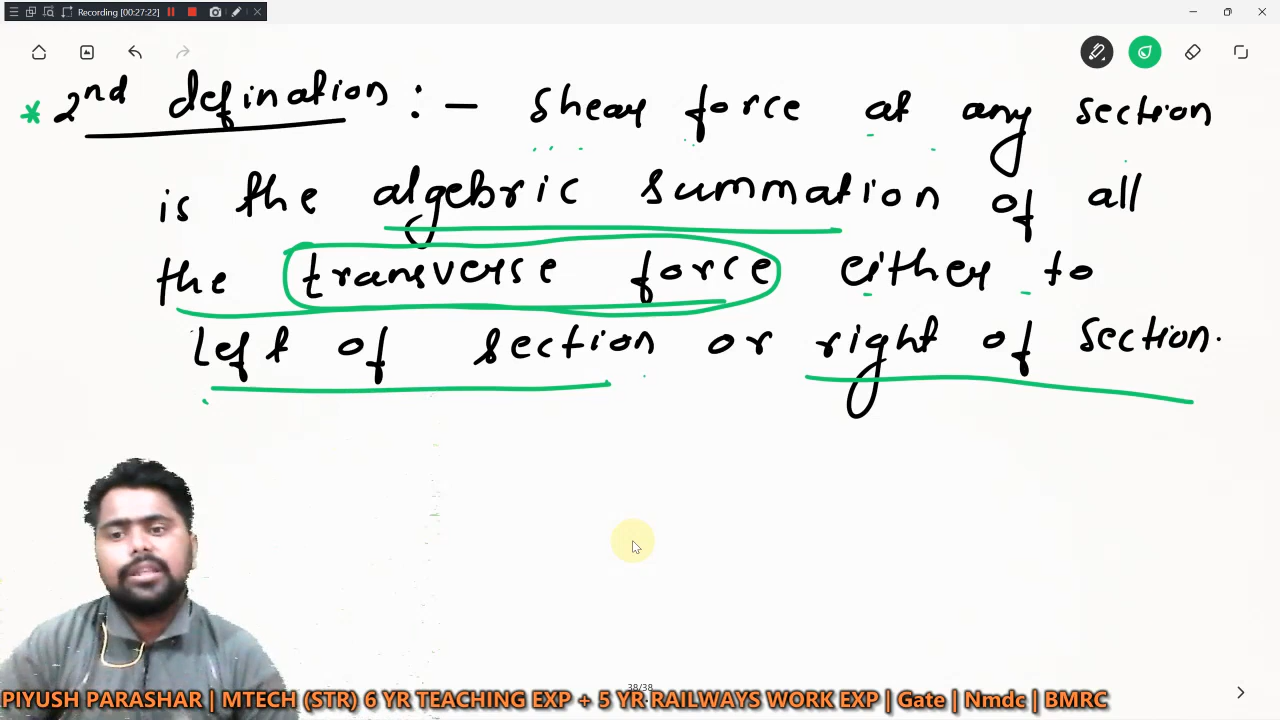 Recording [00:27:22]
* 2nd defination :- Shear force at any section
is the algebric summation of all
the transverse force either to
left of section or right of section.
38/38
PIYUSH PARASHAR | MTECH (STR) 6 YR TEACHING EXP + 5 YR RAILWAYS WORK EXP | Gate | Nmdc | BMRC